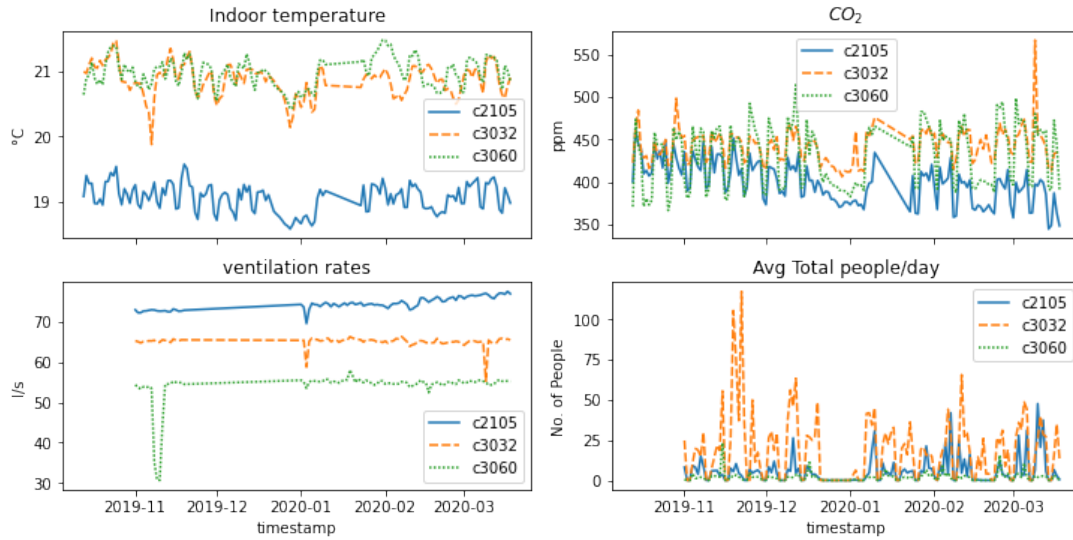 Indoor temperature
°C
21
20
19
c2105
c3032
c3060
CO2
ppm
550
500
450
400
350
c2105
c3032
c3060
ventilation rates
l/s
70
60
50
40
30
c2105
c3032
c3060
2019-11
2019-12
2020-01
2020-02
2020-03
timestamp
Avg Total people/day
No. of People
100
75
50
25
0
c2105
c3032
c3060
2019-11
2019-12
2020-01
2020-02
2020-03
timestamp